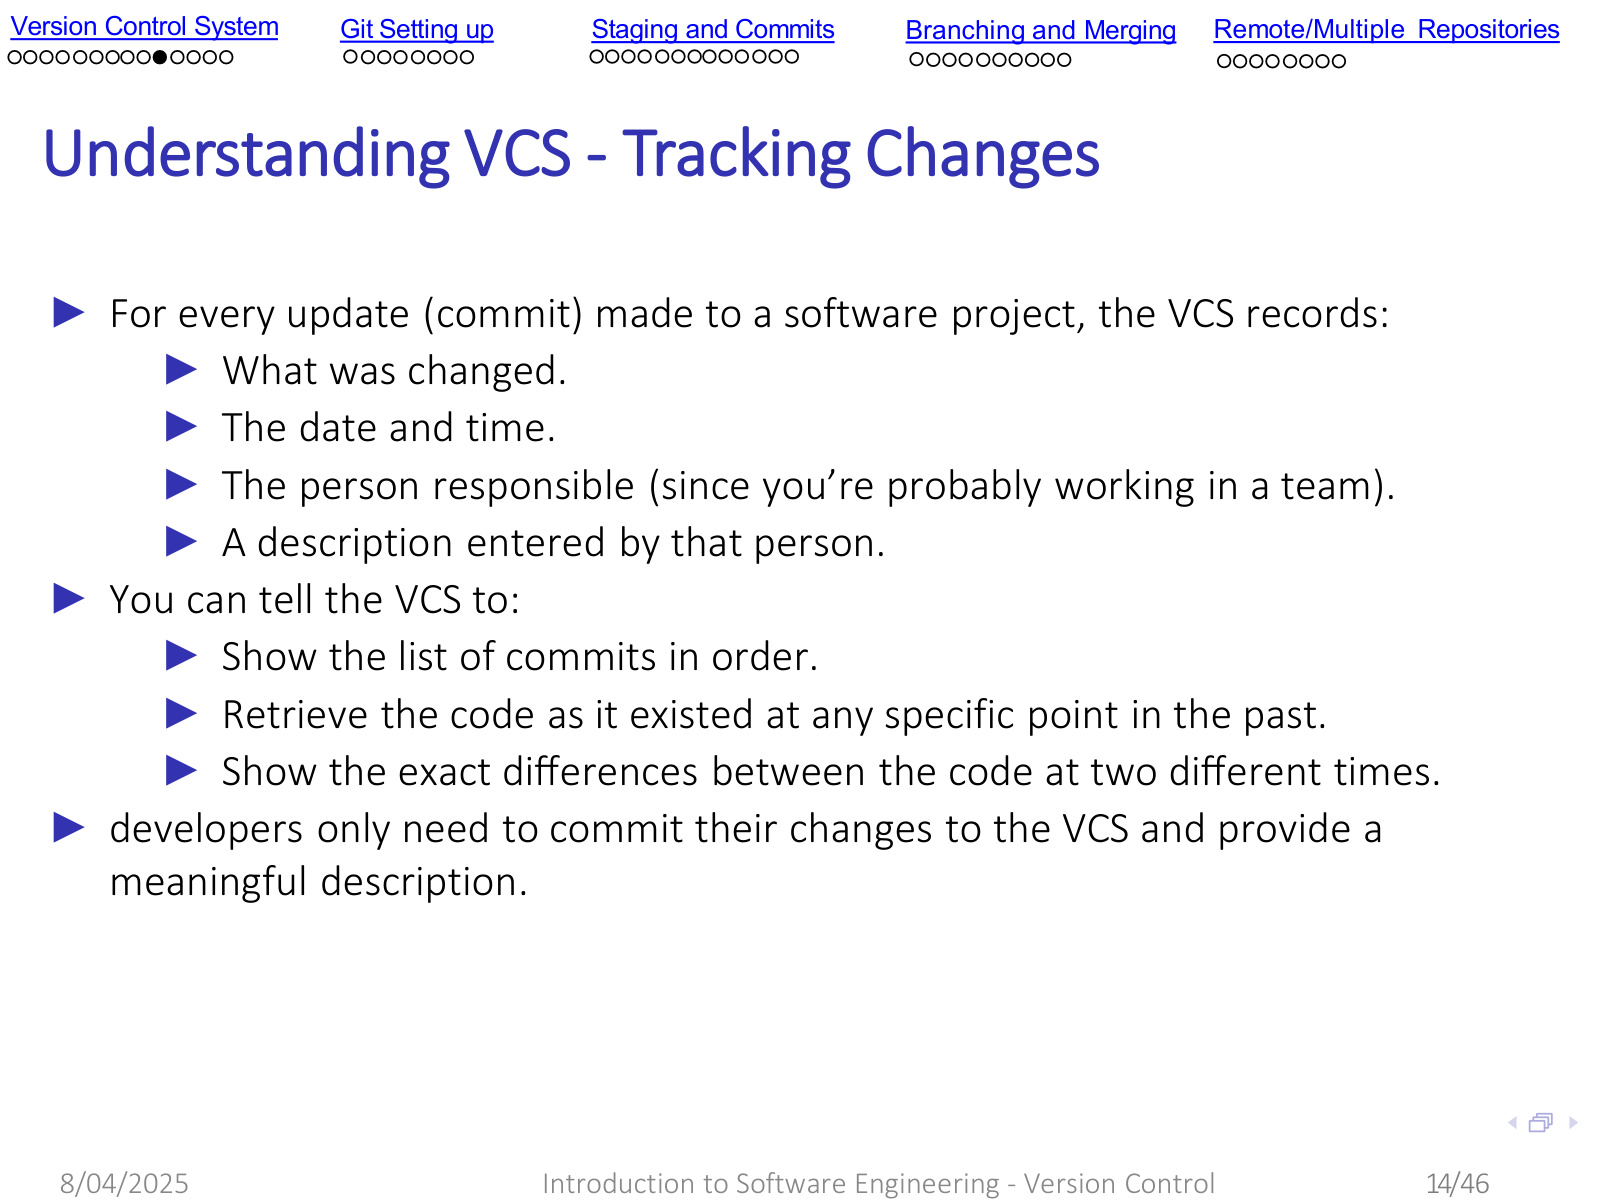 Version Control System
Git Setting up
Staging and Commits
Branching and Merging
Remote/Multiple Repositories
Understanding VCS - Tracking Changes
For every update (commit) made to a software project, the VCS records:
What was changed.
The date and time.
The person responsible (since you’re probably working in a team).
A description entered by that person.
You can tell the VCS to:
Show the list of commits in order.
Retrieve the code as it existed at any specific point in the past.
Show the exact differences between the code at two different times.
developers only need to commit their changes to the VCS and provide a
meaningful description.
8/04/2025
Introduction to Software Engineering - Version Control
14/46